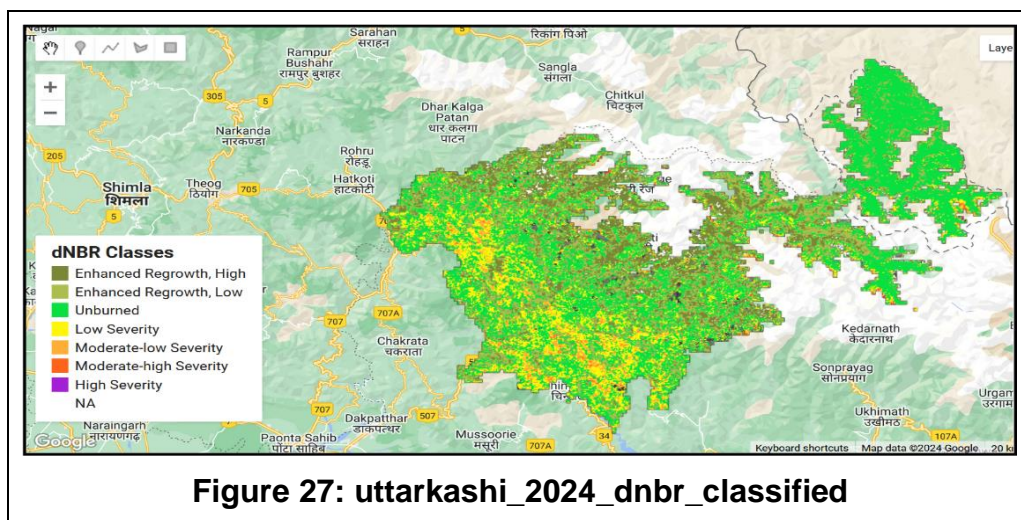 Nagar
Sarahan
सराहन
5
रिकांग पिओ
Laye
Rampur
Bushahr
रामपुर बुशहर
Sangla
संगला
Chitkul
चिटकुल
305
5
Dhar Kalga
Patan
धार कलगा
पाटन
Narkanda
नारकण्डा
205
Rohru
रोहड़ू
Shimla
शिमला
Theog
ठियोग
705
Hatkoti
हाटकोटी
5
dNBR Classes
Enhanced Regrowth, High
Enhanced Regrowth, Low
Unburned
Low Severity
Moderate-low Severity
Moderate-high Severity
High Severity
NA
707
707A
Chakrata
चकराता
Kedarnath
केदारनाथ
Sonprayag
सोनप्रयाग
Ukhimath
उखीमठ
Urgam
107A
707
Dakpatthar
डाकपत्थर
507
Naraingarh
नारायणगढ़
Paonta Sahib
पांटा साहिब
Mussoorie
मसूरी
707A
34
Google
Keyboard shortcuts
Map data ©2024 Google
20 k
Figure 27: uttarkashi_2024_dnbr_classified